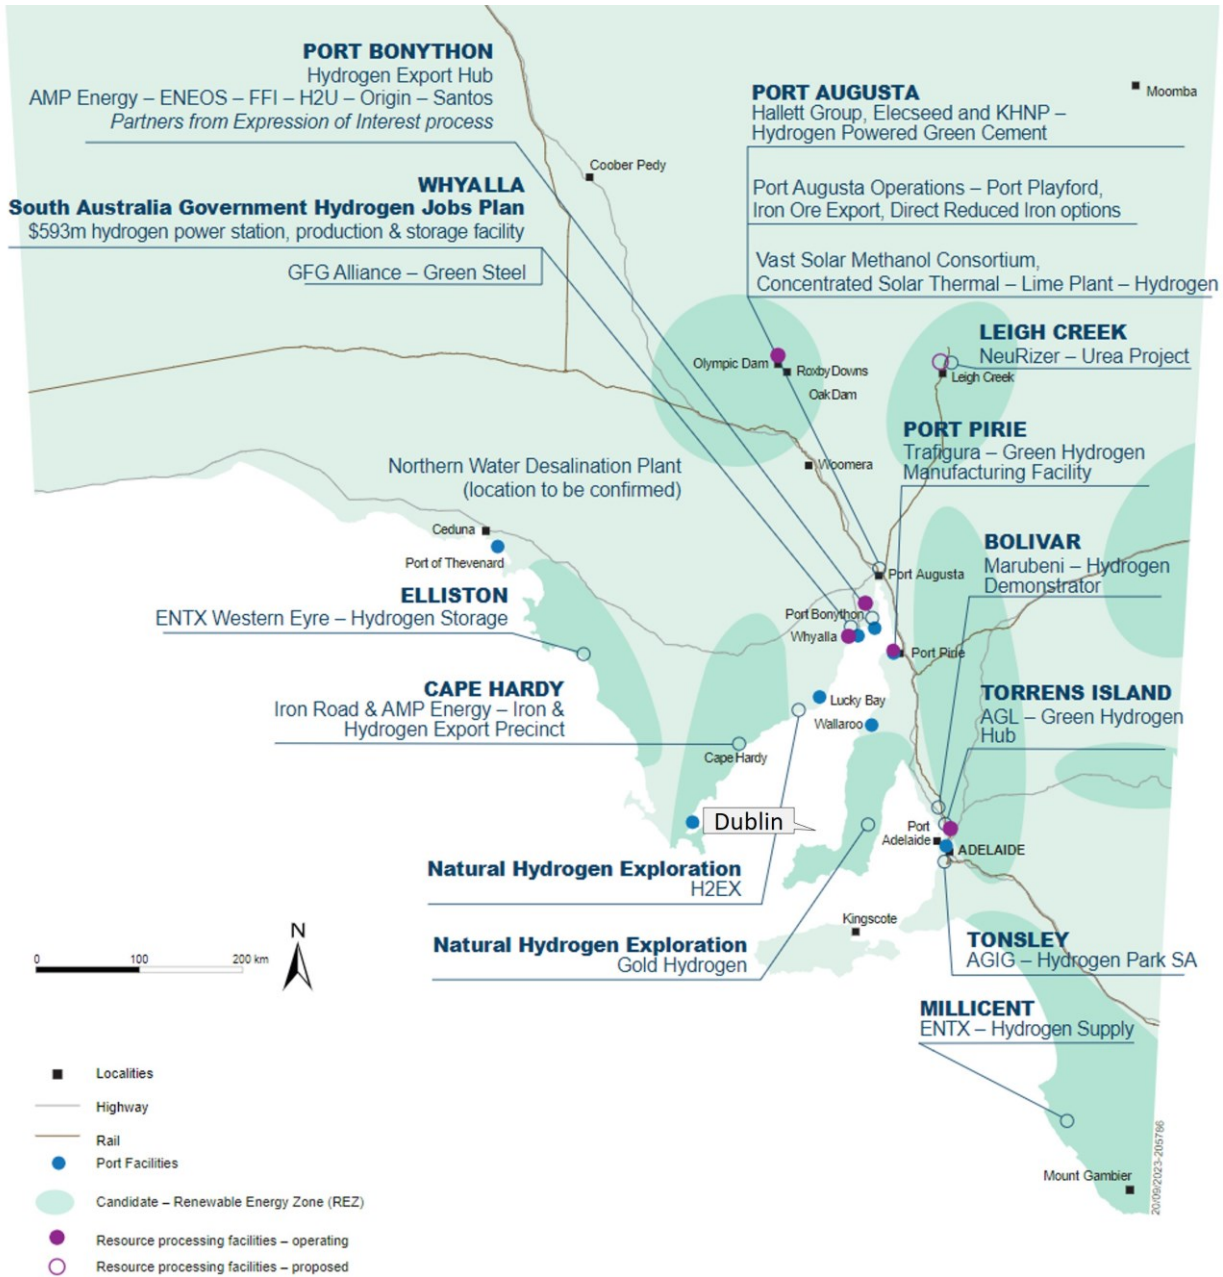 PORT BONYTHON
Hydrogen Export Hub
AMP Energy – ENEOS – FFI – H2U – Origin – Santos
Partners from Expression of Interest process
WHYALLA
South Australia Government Hydrogen Jobs Plan
$593m hydrogen power station, production & storage facility
GFG Alliance – Green Steel
PORT AUGUSTA
Hallett Group, Elecseed and KHNP –
Hydrogen Powered Green Cement
Port Augusta Operations – Port Playford,
Iron Ore Export, Direct Reduced Iron options
Vast Solar Methanol Consortium,
Concentrated Solar Thermal – Lime Plant – Hydrogen
Moomba
Coober Pedy
LEIGH CREEK
NeuRizer – Urea Project
Leigh Creek
Olympic Dam
Roxby Downs
Oak Dam
PORT PIRIE
Trafigura – Green Hydrogen
Manufacturing Facility
Woomera
Northern Water Desalination Plant
(location to be confirmed)
Ceduna
Port of Thevenard
BOLIVAR
Marubeni – Hydrogen
Demonstrator
Port Augusta
ELLISTON
ENTX Western Eyre – Hydrogen Storage
Port Bonython
Whyalla
Port Pirie
CAPE HARDY
Iron Road & AMP Energy – Iron &
Hydrogen Export Precinct
TORRENS ISLAND
AGL – Green Hydrogen
Hub
Lucky Bay
Wallaroo
Cape Hardy
Dublin
Port
Adelaide
ADELAIDE
Natural Hydrogen Exploration
H2EX
Kingscote
Natural Hydrogen Exploration
Gold Hydrogen
TONSLEY
AGIG – Hydrogen Park SA
MILLICENT
ENTX – Hydrogen Supply
Mount Gambier
N
0 100 200 km
Localities
Highway
Rail
Port Facilities
Candidate – Renewable Energy Zone (REZ)
Resource processing facilities – operating
Resource processing facilities – proposed
20/09/2023-205786